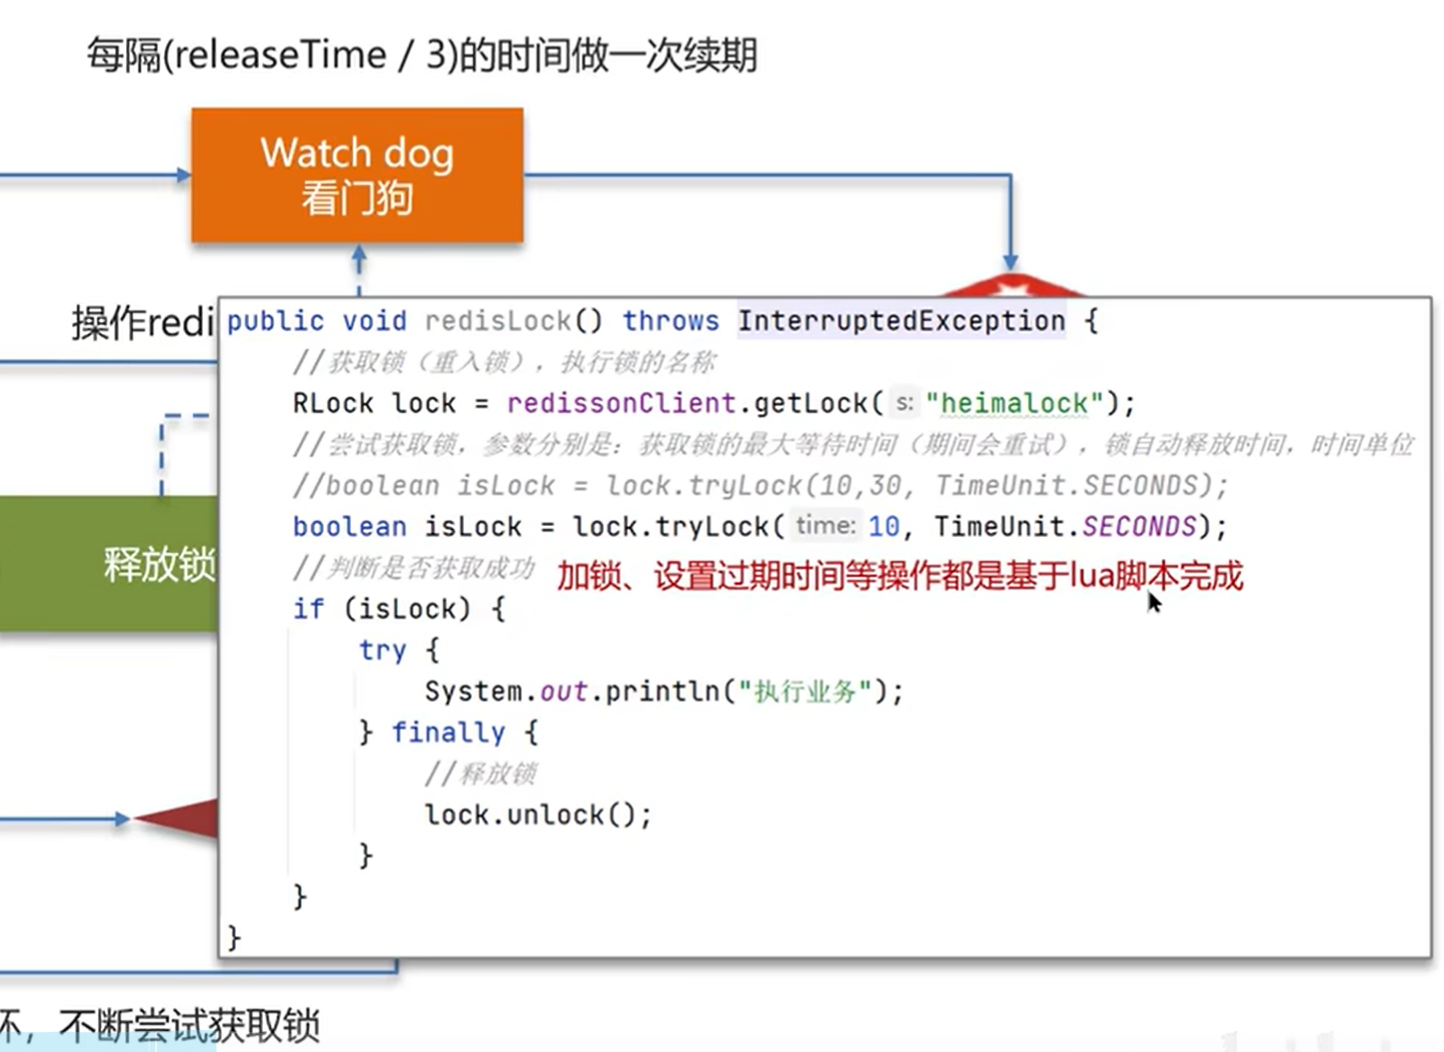 每隔(releaseTime / 3)的时间做一次续期
Watch dog
看门狗
操作redi
public void redisLock() throws InterruptedException {
//获取锁（重入锁），执行锁的名称
RLock lock = redissonClient.getLock( s: "heimalock");
//尝试获取锁，参数分别是：获取锁的最大等待时间（期间会重试），锁自动释放时间，时间单位
//boolean isLock = lock.tryLock(10,30, TimeUnit.SECONDS);
boolean isLock = lock.tryLock( time: 10, TimeUnit.SECONDS);
//判断是否获取成功
加锁、设置过期时间等操作都是基于lua脚本完成
if (isLock) {
try {
System.out.println("执行业务");
} finally {
//释放锁
lock.unlock();
}
}
}
释放锁
不断尝试获取锁